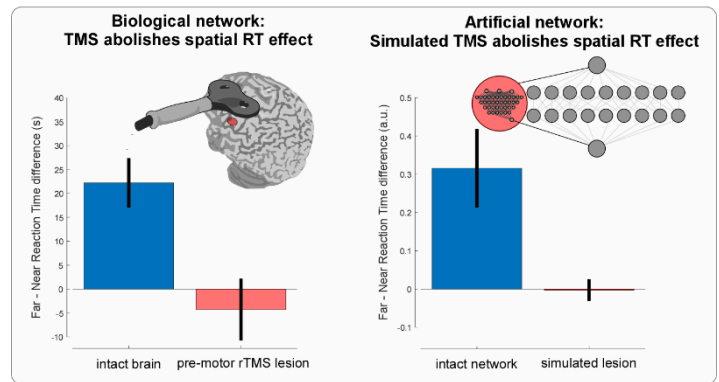 Biological network:
TMS abolishes spatial RT effect
Far - Near Reaction Time difference (s)
40
35
30
25
20
15
10
5
0
-5
-10
intact brain
pre-motor rTMS lesion
Artificial network:
Simulated TMS abolishes spatial RT effect
Far - Near Reaction Time difference (a.u.)
0.5
0.4
0.3
0.2
0.1
0
-0.1
intact network
simulated lesion